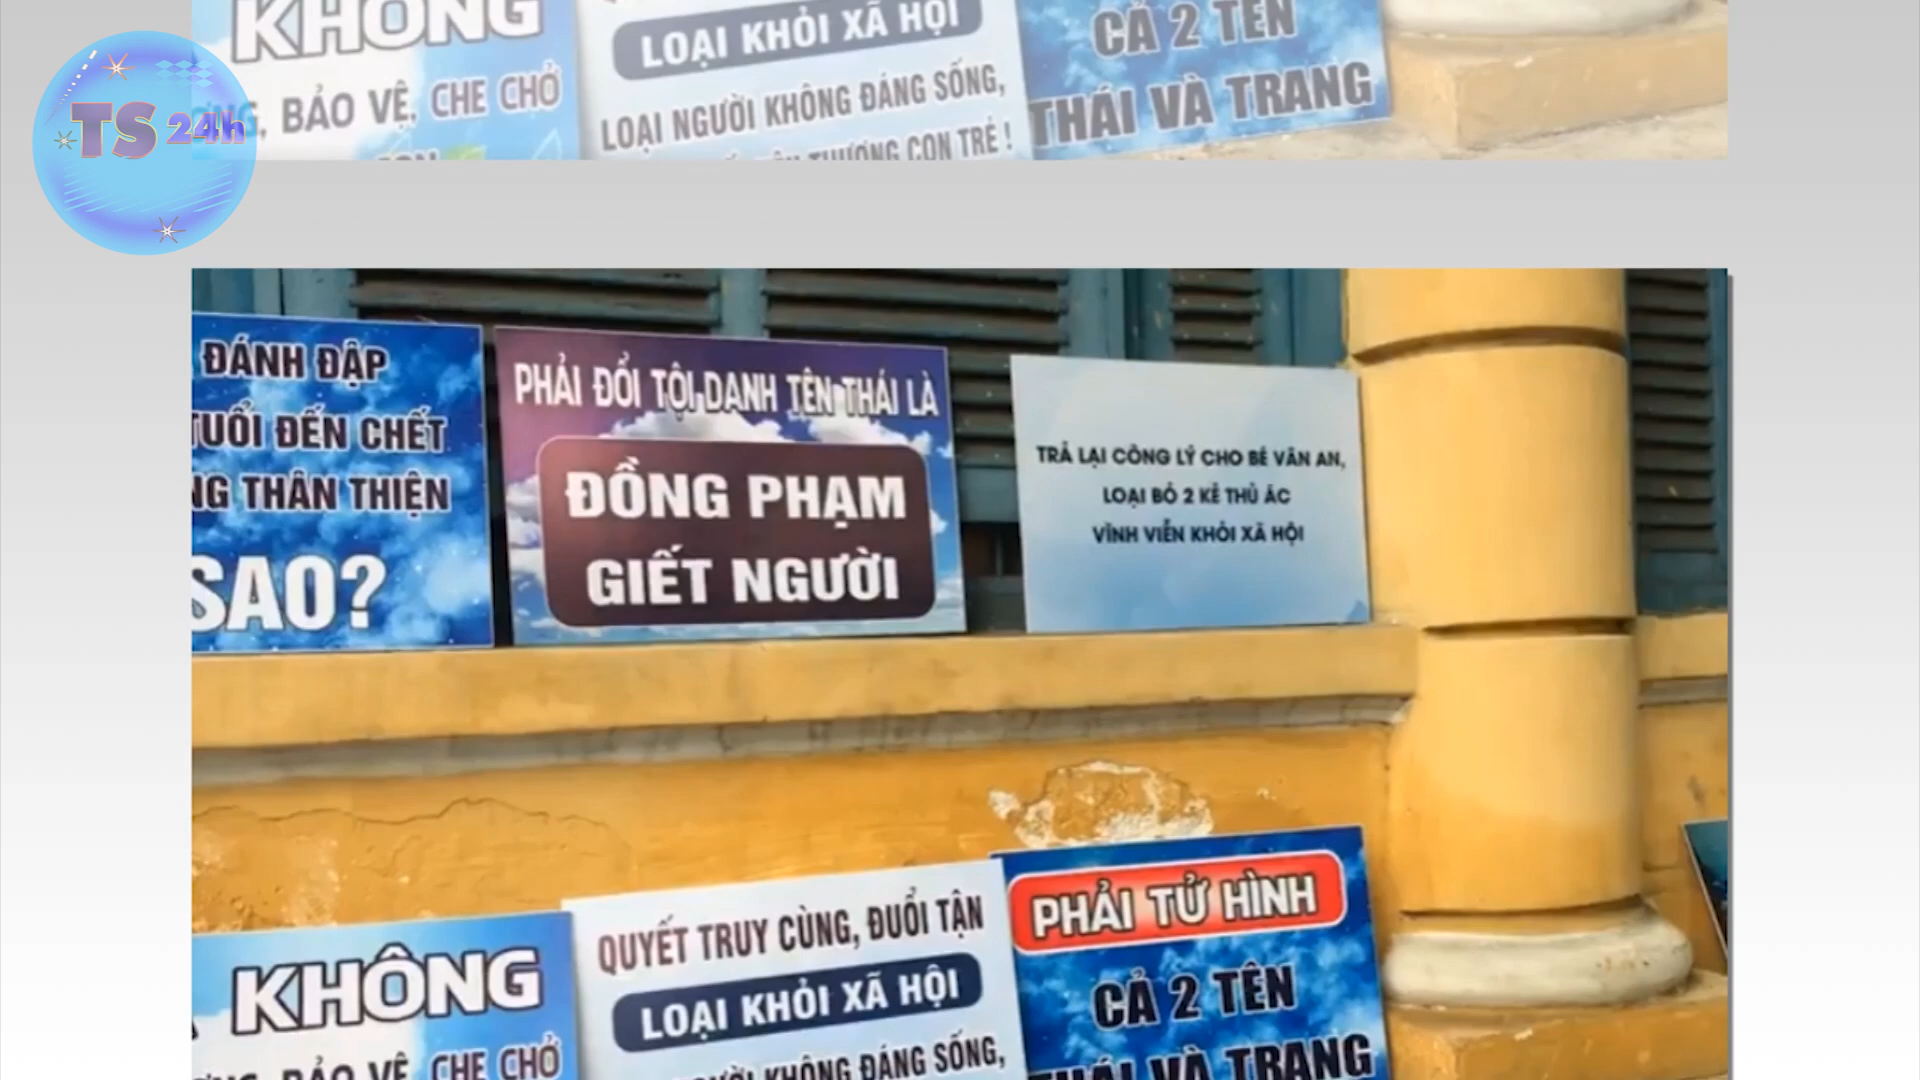 KHÔNG
BẢO VỆ, CHE CHỞ
LOẠI KHỎI XÃ HỘI
LOẠI NGƯỜI KHÔNG ĐÁNG SỐNG,
THƯƠNG CON TRẺ !
CẢ 2 TÊN
THÁI VÀ TRANG
TS 24h
ĐÁNH ĐẬP
TUỔI ĐẾN CHẾT
THÂN THIỆN
SAO?
PHẢI ĐỔI TỘI DANH TÊN THÁI LÀ
ĐỒNG PHẠM
GIẾT NGƯỜI
TRẢ LẠI CÔNG LÝ CHO BÉ VÂN AN,
LOẠI BỎ 2 KẺ THỦ ÁC
VĨNH VIỄN KHỎI XÃ HỘI
KHÔNG
BẢO VỆ, CHE CHỞ
QUYẾT TRUY CÙNG, ĐUỔI TẬN
LOẠI KHỎI XÃ HỘI
NGƯỜI KHÔNG ĐÁNG SỐNG,
PHẢI TỬ HÌNH
CẢ 2 TÊN
THÁI VÀ TRANG